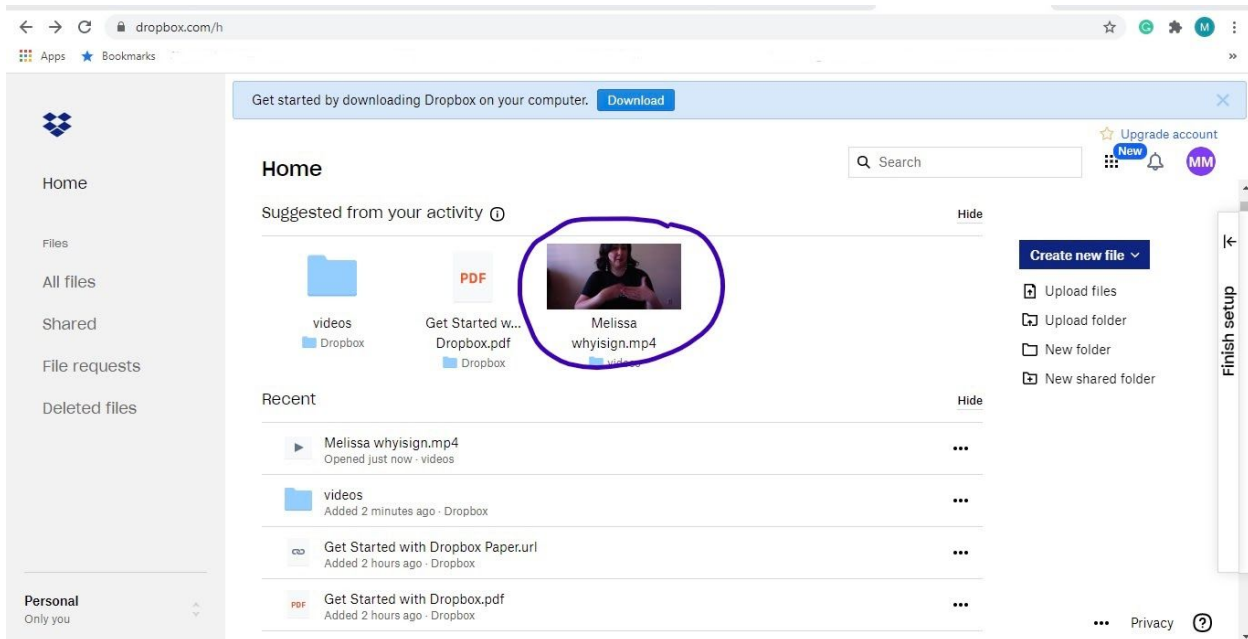 dropbox.com/h
M
Apps
Bookmarks
Get started by downloading Dropbox on your computer. Download
Upgrade account
Home
Search
New
MM
Home
Suggested from your activity
Hide
Files
All files
Shared
File requests
Deleted files
PDF
videos
Dropbox
Get Started w...
Dropbox.pdf
Dropbox
Melissa
whyisign.mp4
videos
Create new file
Upload files
Upload folder
New folder
New shared folder
Finish setup
Recent
Hide
Melissa whyisign.mp4
Opened just now · videos
videos
Added 2 minutes ago · Dropbox
Get Started with Dropbox Paper.url
Added 2 hours ago · Dropbox
PDF
Get Started with Dropbox.pdf
Added 2 hours ago · Dropbox
Personal
Only you
Privacy